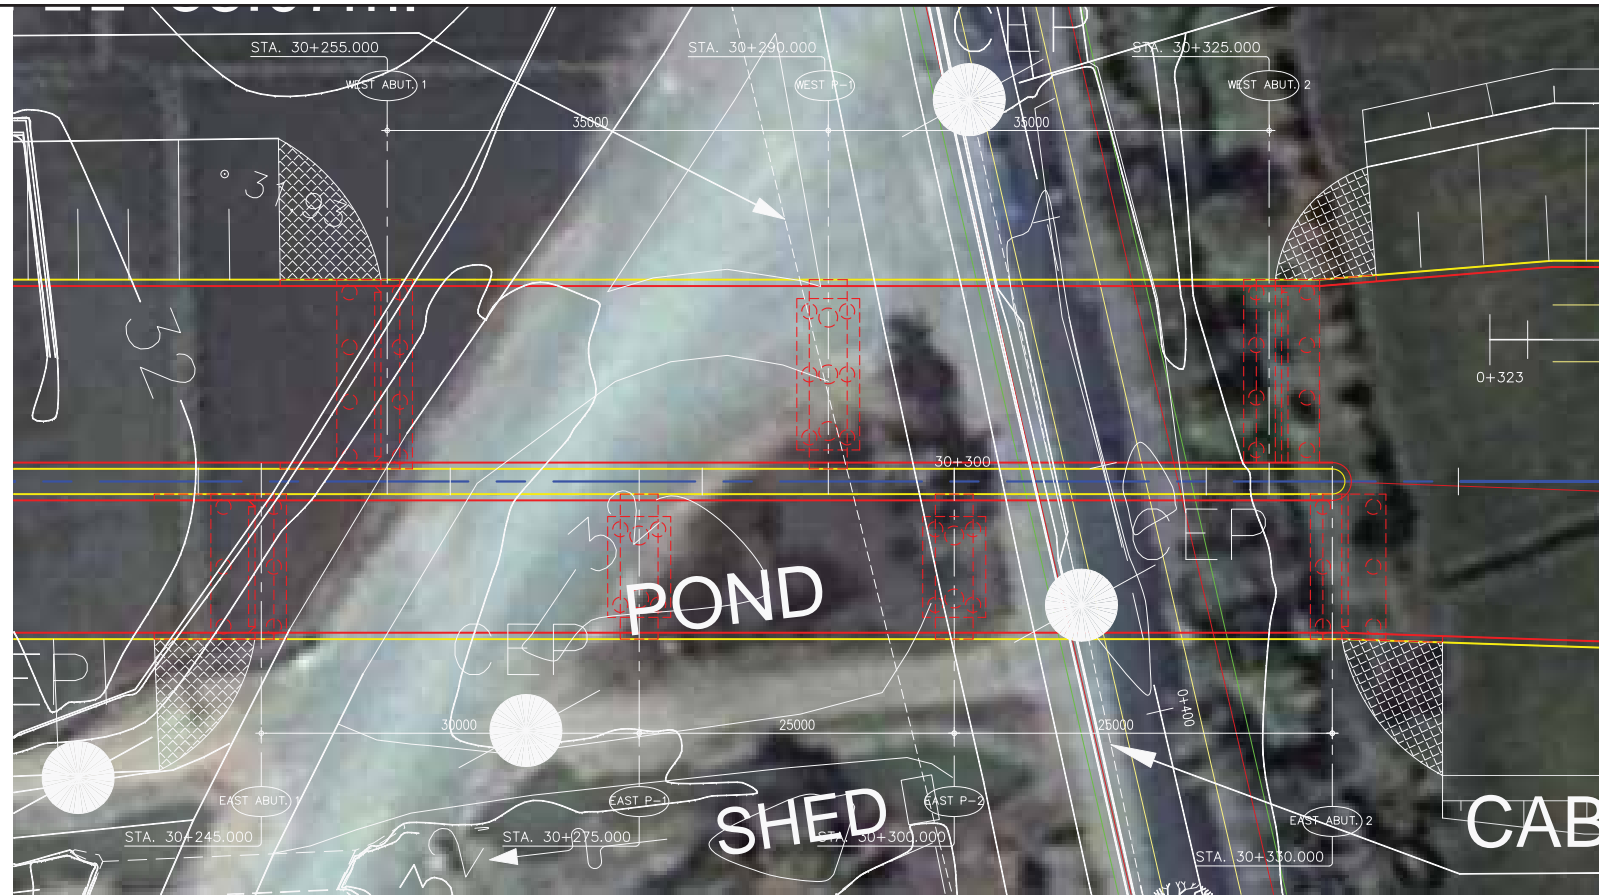 STA. 30+255.000
STA. 30+290.000
STA. 30+325.000
WEST ABUT. 1
WEST P-1
WEST ABUT. 2
35000
35000
3793
32
0+323
30+300
CEP
POND
CEP
EP
0+400
30000
25000
25000
EAST ABUT. 1
EAST P-1
EAST P-2
EAST ABUT. 2
SHED
CAB
STA. 30+245.000
STA. 30+275.000
STA. 30+300.000
STA. 30+330.000